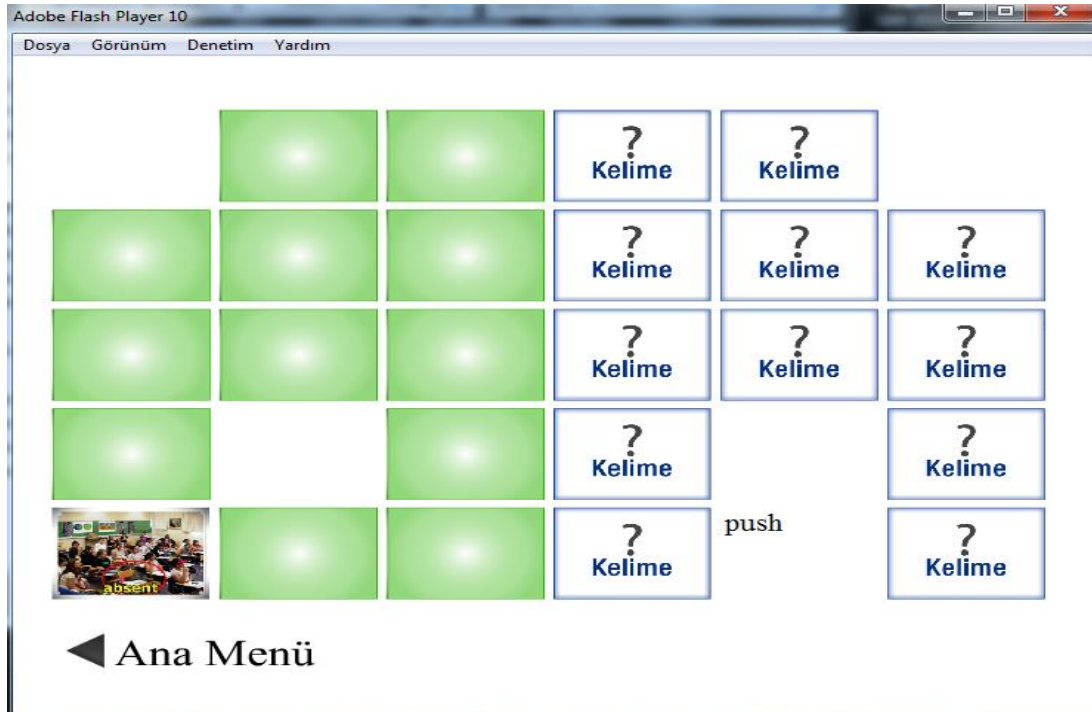 Adobe Flash Player 10
Dosya Görünüm Denetim Yardım
? ?
Kelime Kelime
? ? ?
Kelime Kelime Kelime
? ? ?
Kelime Kelime Kelime
? ?
Kelime Kelime
absent
? push ?
Kelime Kelime
Ana Menü